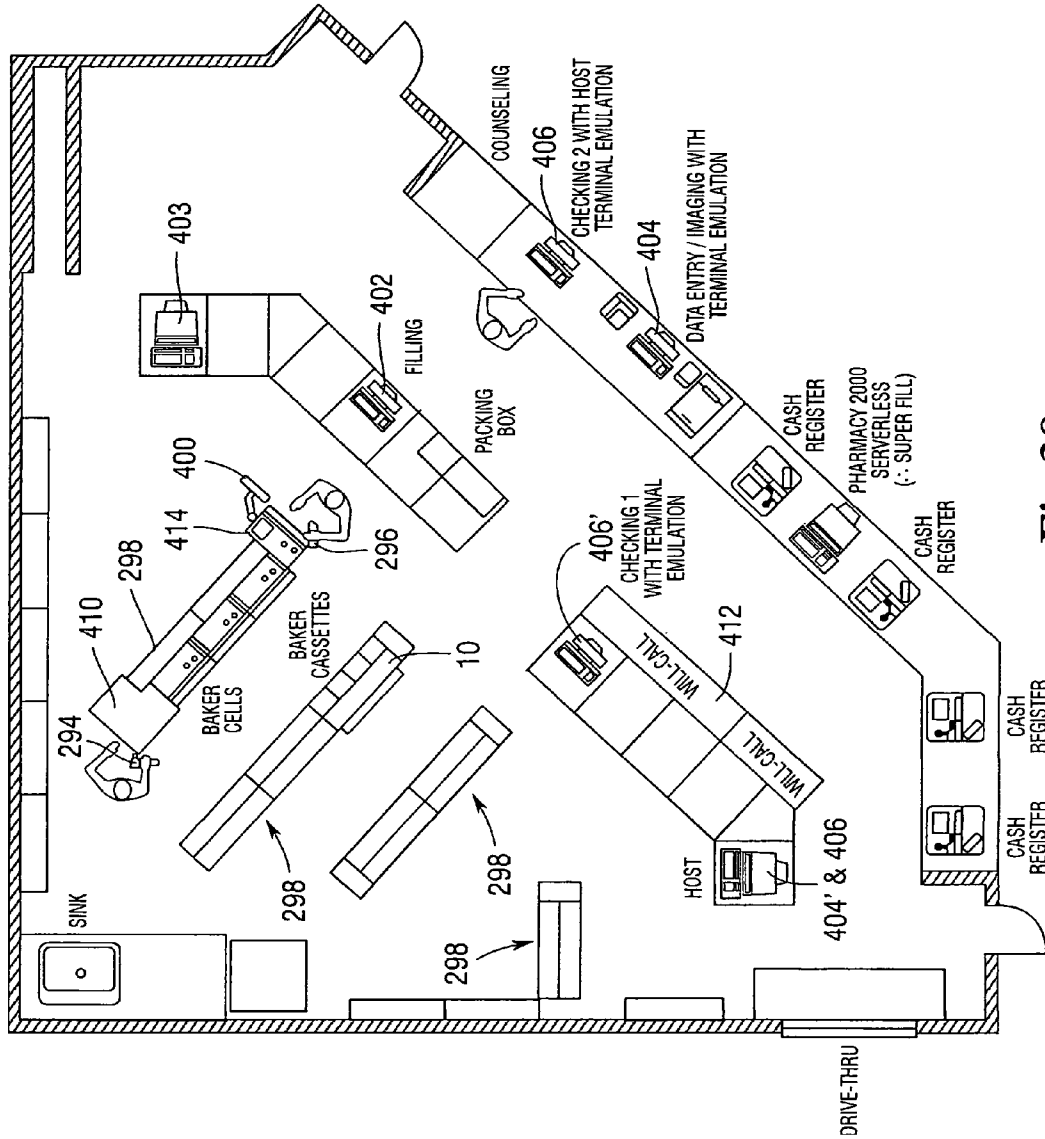 SINK
DRIVE-THRU
294
410
298
414
400
296
BAKER
CELLS
BAKER
CASSETTES
10
298
298
298
403
402
FILLING
PACKING
BOX
COUNSELING
406
CHECKING 2 WITH HOST
TERMINAL EMULATION
404
DATA ENTRY / IMAGING WITH
TERMINAL EMULATION
CASH
REGISTER
PHARMACY 2000
SERVERLESS
(∴ SUPER FILL)
CASH
REGISTER
406'
CHECKING 1
WITH TERMINAL
EMULATION
WILL-CALL
WILL-CALL
412
HOST
404' & 406
CASH
REGISTER
CASH
REGISTER